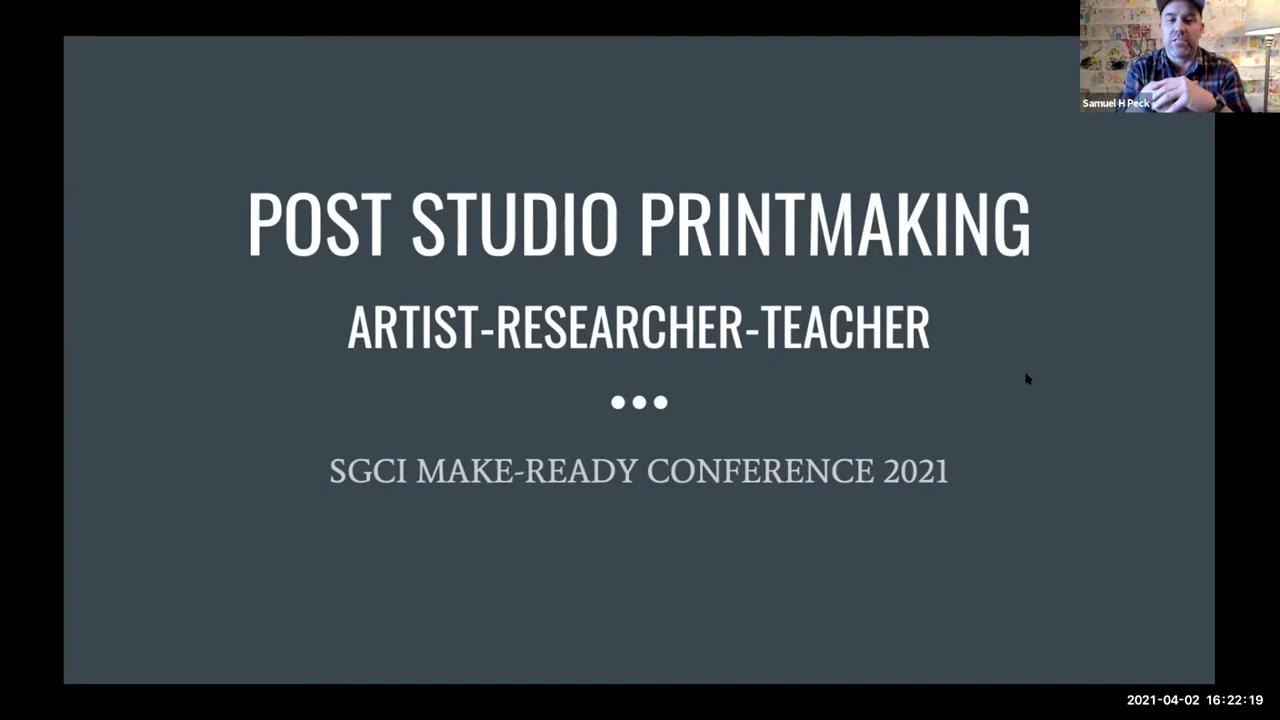 Samuel H Peck
POST STUDIO PRINTMAKING
ARTIST-RESEARCHER-TEACHER
SGCI MAKE-READY CONFERENCE 2021
2021-04-02 16:22:19